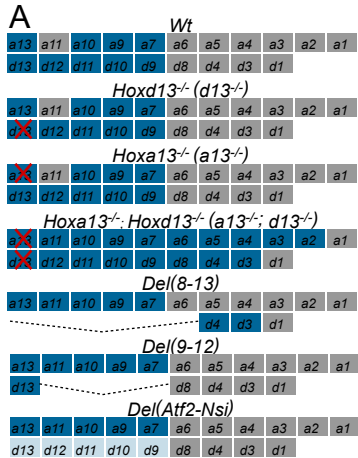 A
Wt
a13 a11 a10 a9 a7 a6 a5 a4 a3 a2 a1
d13 d12 d11 d10 d9 d8 d4 d3 d1
Hoxd13-/- (d13-/-)
a13 a11 a10 a9 a7 a6 a5 a4 a3 a2 a1
d13 d12 d11 d10 d9 d8 d4 d3 d1
Hoxa13-/- (a13-/-)
a13 a11 a10 a9 a7 a6 a5 a4 a3 a2 a1
d13 d12 d11 d10 d9 d8 d4 d3 d1
Hoxa13-/-; Hoxd13-/- (a13-/-; d13-/-)
a13 a11 a10 a9 a7 a6 a5 a4 a3 a2 a1
d13 d12 d11 d10 d9 d8 d4 d3 d1
Del(8-13)
a13 a11 a10 a9 a7 a6 a5 a4 a3 a2 a1
d4 d3 d1
Del(9-12)
a13 a11 a10 a9 a7 a6 a5 a4 a3 a2 a1
d13 d8 d4 d3 d1
Del(Atf2-Nsi)
a13 a11 a10 a9 a7 a6 a5 a4 a3 a2 a1
d13 d12 d11 d10 d9 d8 d4 d3 d1